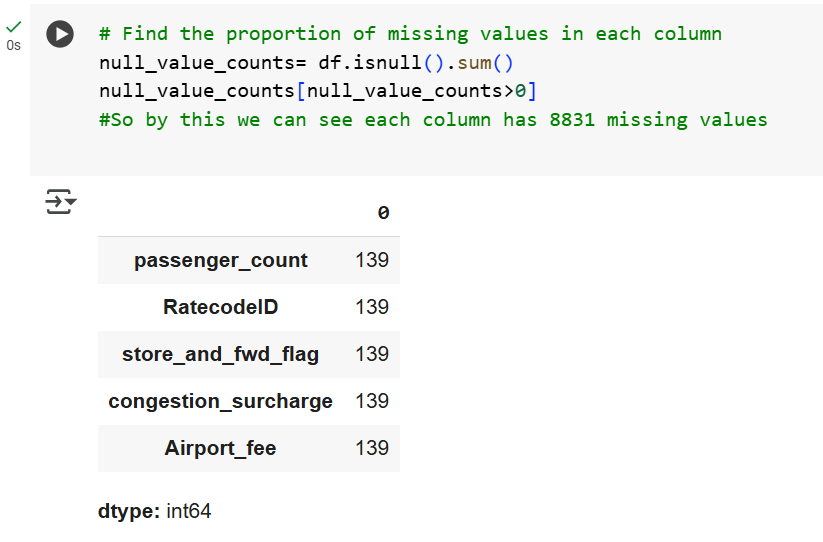 # Find the proportion of missing values in each column
0s
null_value_counts= df.isnull().sum()
null_value_counts[null_value_counts>0]
#So by this we can see each column has 8831 missing values
0
passenger_count 139
RatecodeID 139
store_and_fwd_flag 139
congestion_surcharge 139
Airport_fee 139
dtype: int64